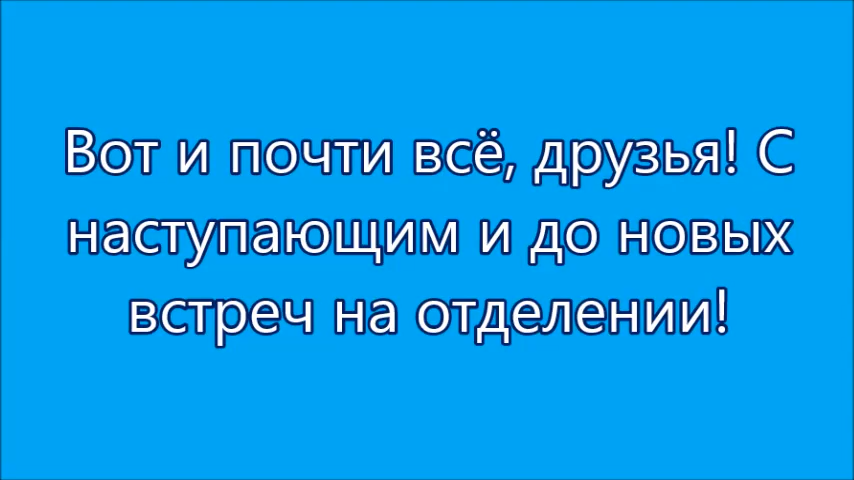 Вот и почти всё, друзья! С
наступающим и до новых
встреч на отделении!